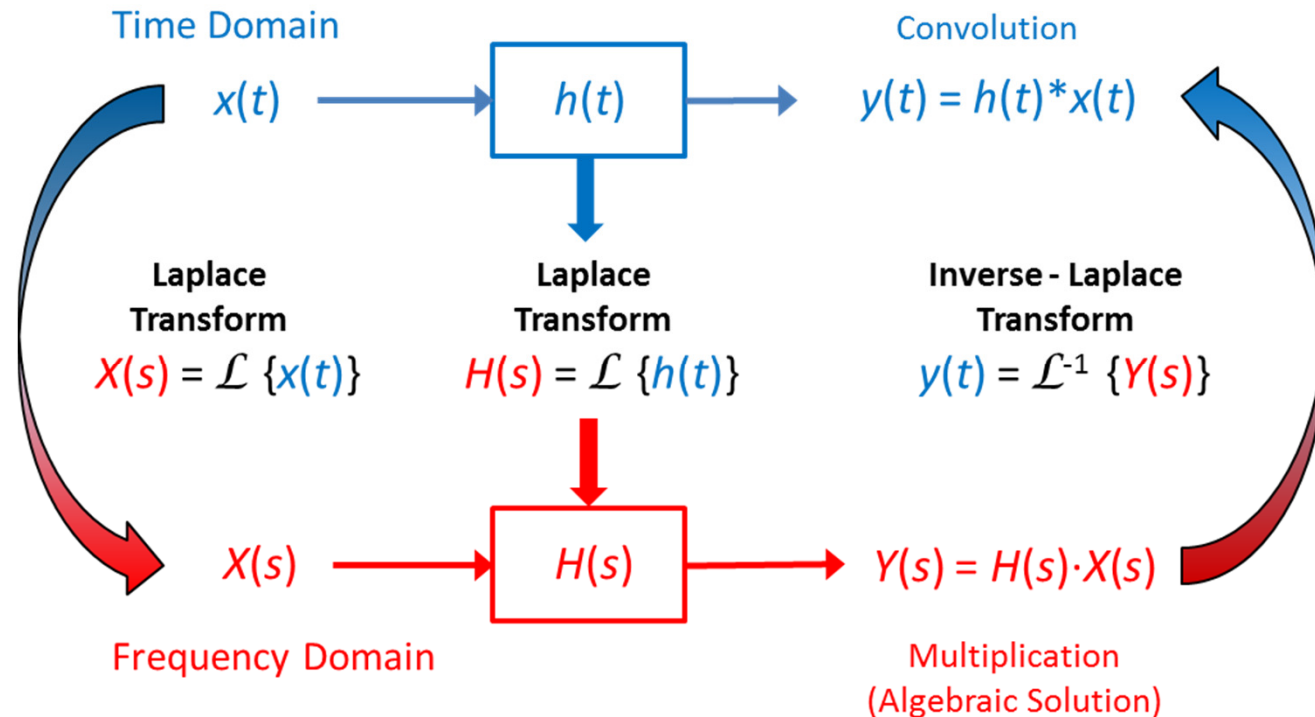 Time Domain
Convolution
x(t)
h(t)
y(t) = h(t)*x(t)
Laplace
Transform
X(s) = ℒ {x(t)}
Laplace
Transform
H(s) = ℒ {h(t)}
Inverse - Laplace
Transform
y(t) = ℒ⁻¹ {Y(s)}
X(s)
H(s)
Y(s) = H(s)·X(s)
Frequency Domain
Multiplication
(Algebraic Solution)